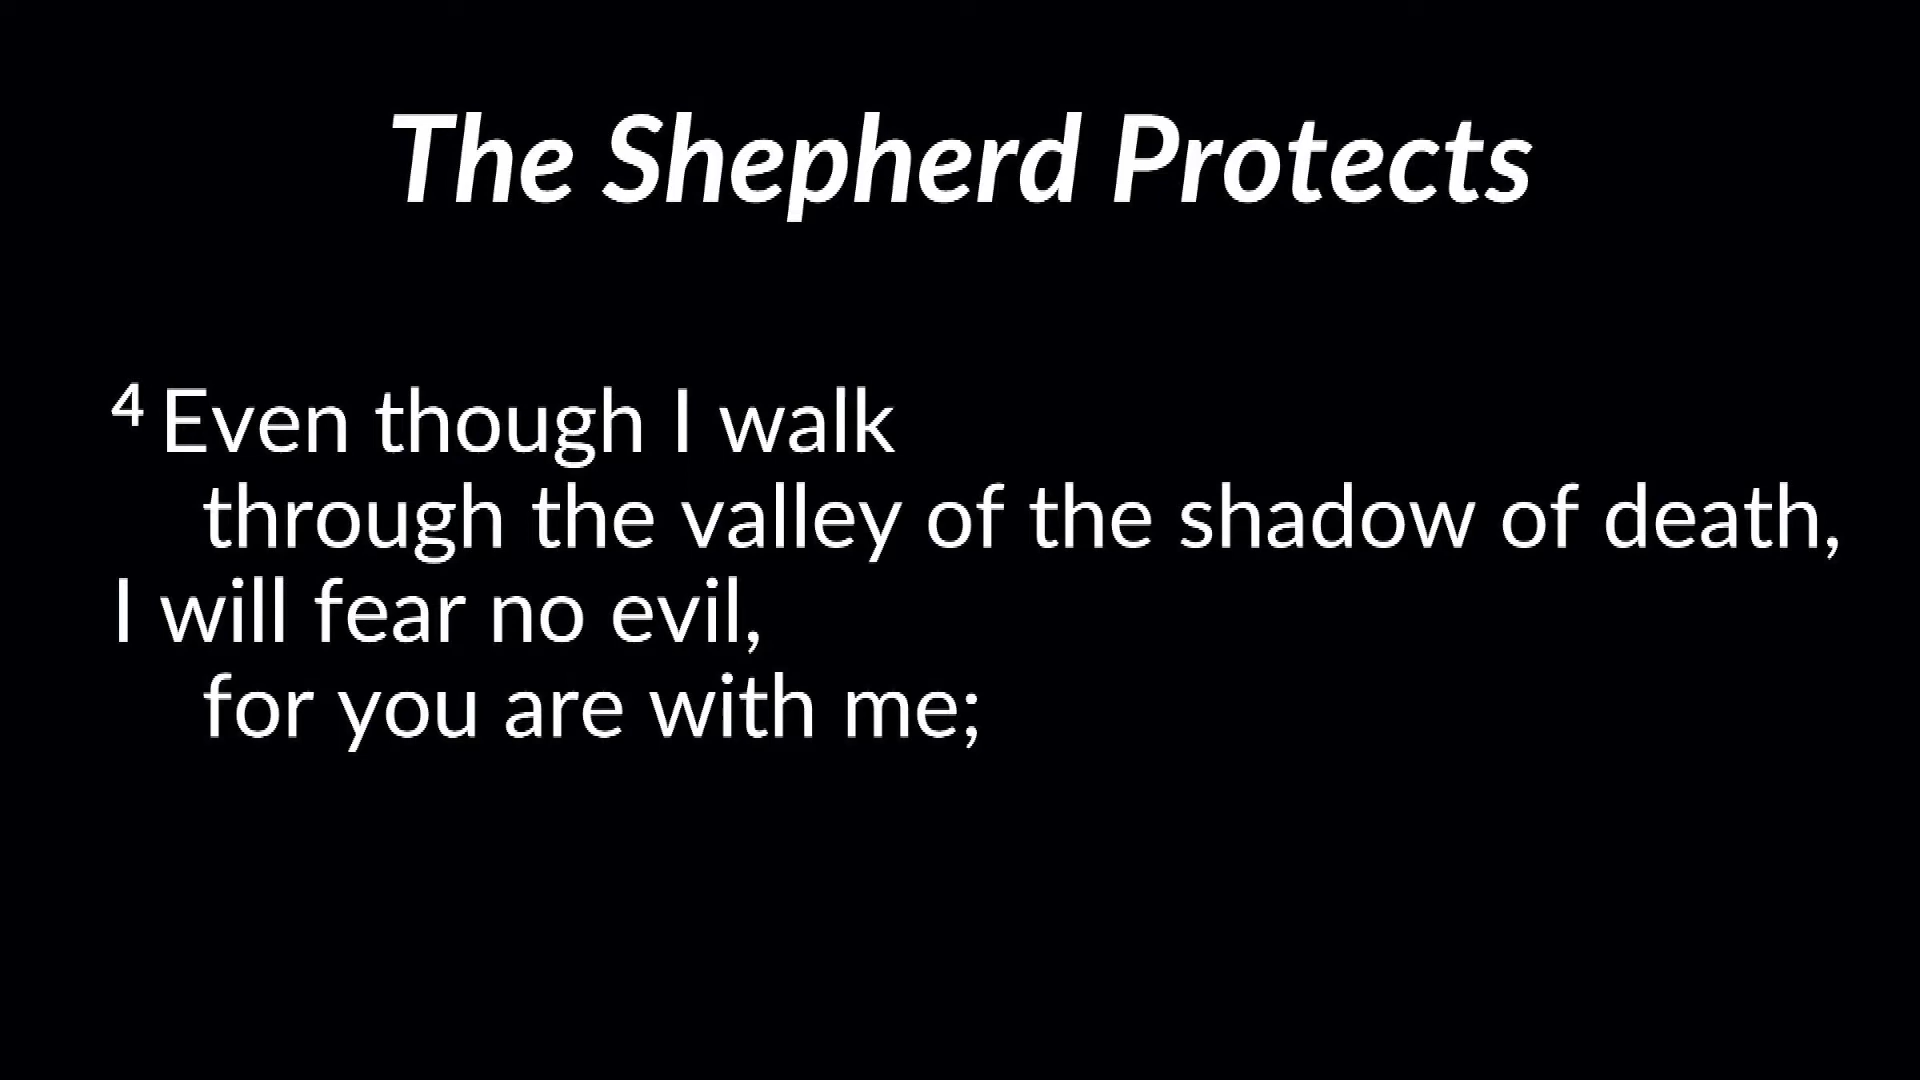 The Shepherd Protects
4 Even though I walk
through the valley of the shadow of death,
I will fear no evil,
for you are with me;